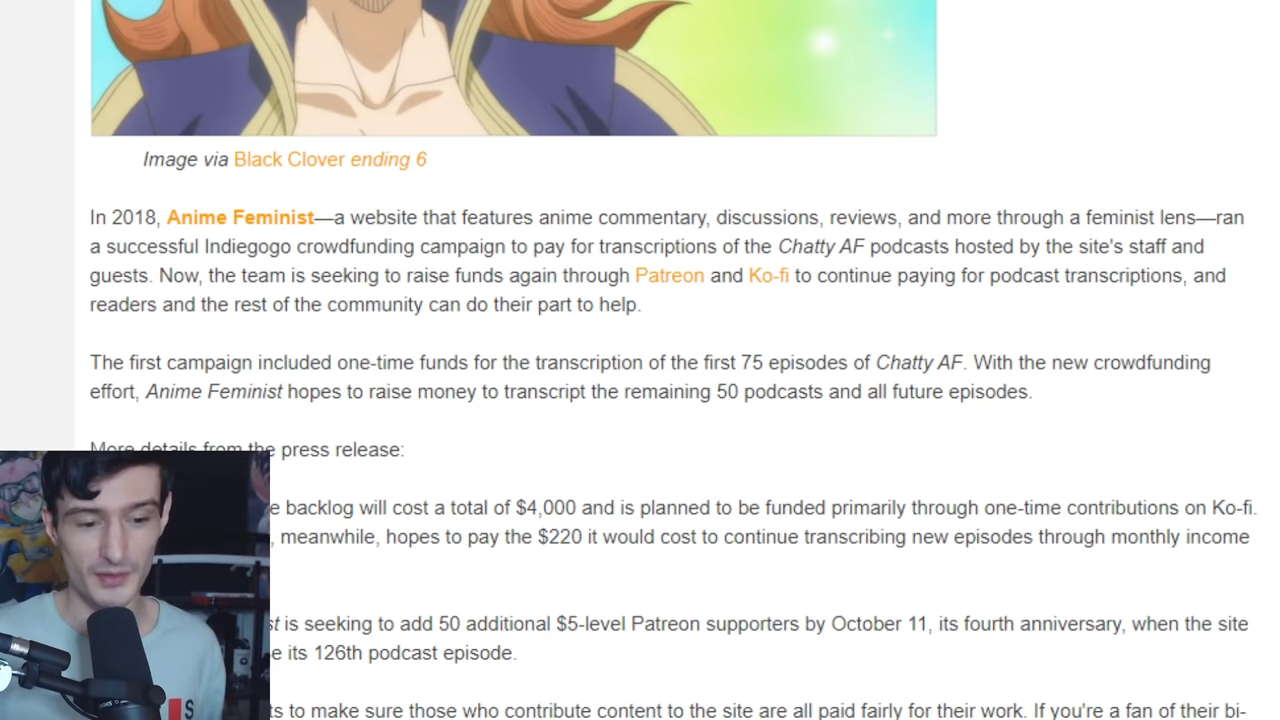 Image via Black Clover ending 6
In 2018, Anime Feminist—a website that features anime commentary, discussions, reviews, and more through a feminist lens—ran
a successful Indiegogo crowdfunding campaign to pay for transcriptions of the Chatty AF podcasts hosted by the site's staff and
guests. Now, the team is seeking to raise funds again through Patreon and Ko-fi to continue paying for podcast transcriptions, and
readers and the rest of the community can do their part to help.
The first campaign included one-time funds for the transcription of the first 75 episodes of Chatty AF. With the new crowdfunding
effort, Anime Feminist hopes to raise money to transcript the remaining 50 podcasts and all future episodes.
More details from the press release:
e backlog will cost a total of $4,000 and is planned to be funded primarily through one-time contributions on Ko-fi.
, meanwhile, hopes to pay the $220 it would cost to continue transcribing new episodes through monthly income
st is seeking to add 50 additional $5-level Patreon supporters by October 11, its fourth anniversary, when the site
e its 126th podcast episode.
ts to make sure those who contribute content to the site are all paid fairly for their work. If you're a fan of their bi-
S